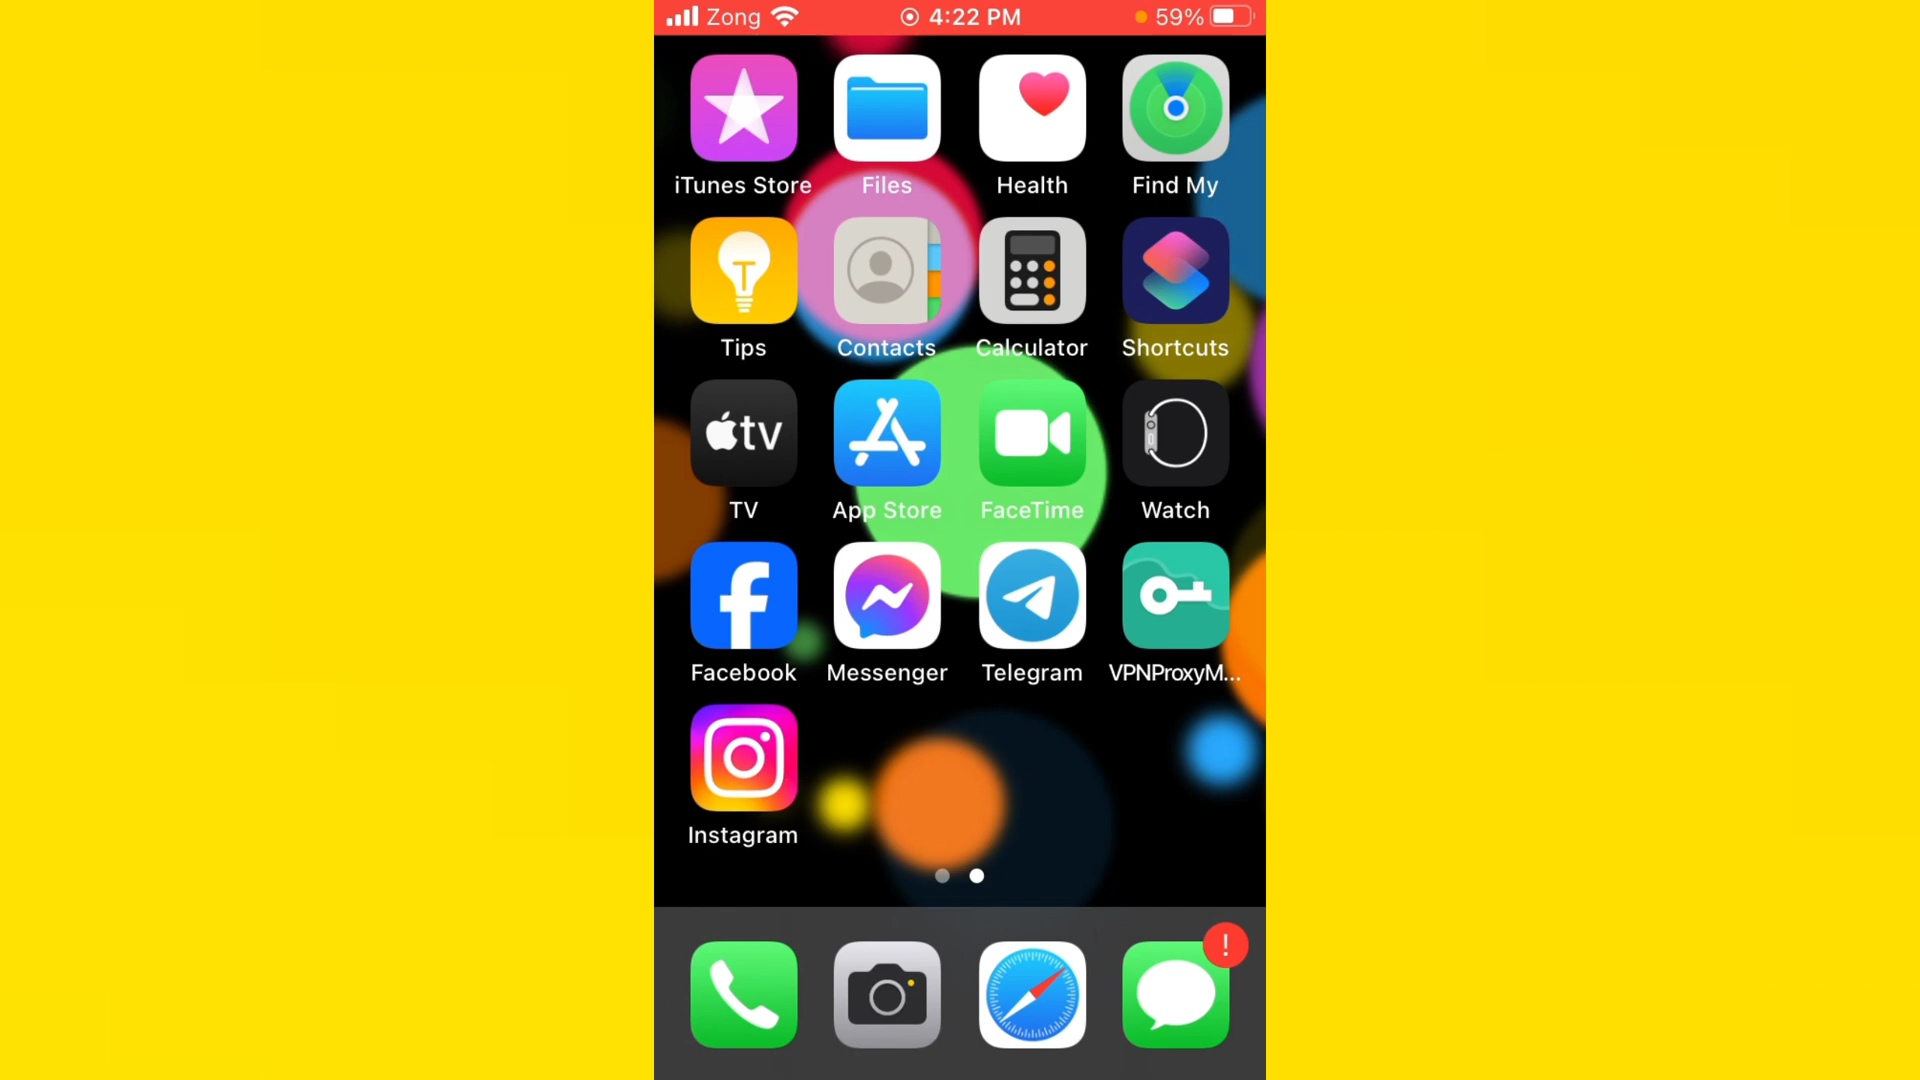 Zong 4:22 PM 59%
iTunes Store Files Health Find My
Tips Contacts Calculator Shortcuts
tv
TV App Store FaceTime Watch
Facebook Messenger Telegram VPNProxyM...
Instagram
!